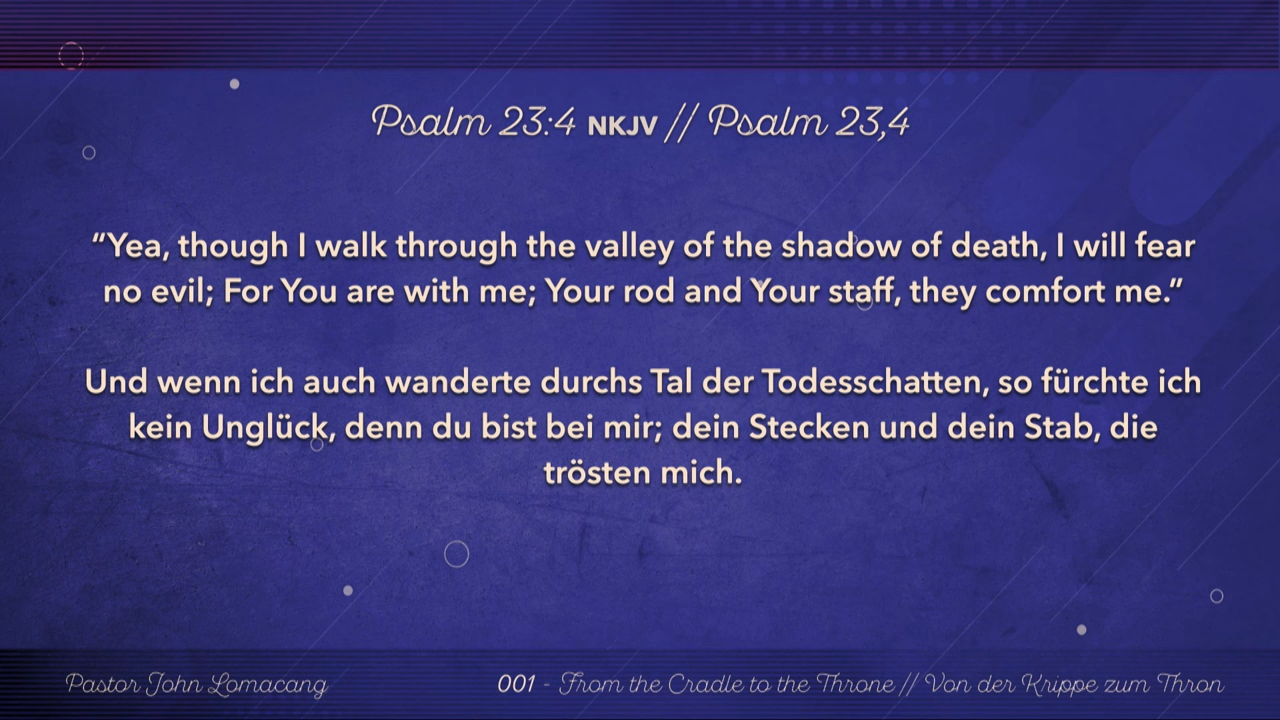 Psalm 23:4 NKJV // Psalm 23,4
“Yea, though I walk through the valley of the shadow of death, I will fear
no evil; For You are with me; Your rod and Your staff, they comfort me.”
Und wenn ich auch wanderte durchs Tal der Todesschatten, so fürchte ich
kein Unglück, denn du bist bei mir; dein Stecken und dein Stab, die
trösten mich.
Pastor John Lomacang
001 - From the Cradle to the Throne // Von der Krippe zum Thron